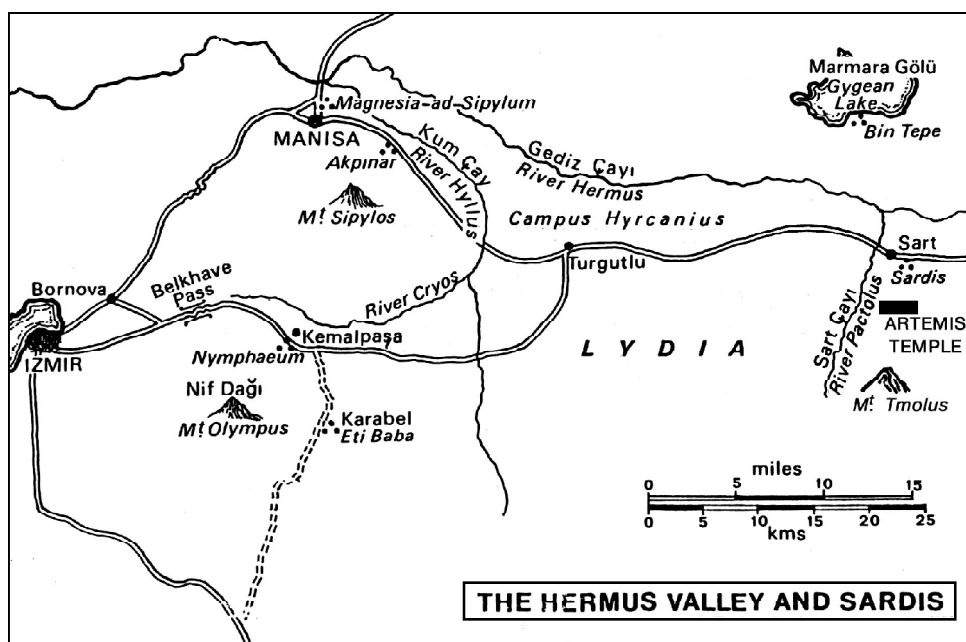 Marmara Gölü
Gygean
Lake
Bin Tepe
Magnesia-ad-Sipylum
MANISA
Akpınar
Mt Sipylos
Kum Çay
River Hyllus
Gediz Çayı
River Hermus
Campus Hyrcanius
Turgutlu
Sart
Sardis
Bornova
Belkhave
Pass
River Cryos
IZMIR
Kemalpaşa
Nymphaeum
LYDIA
Sart Çayı
River Pactolus
ARTEMIS
TEMPLE
Mt Tmolus
Nif Dağı
Mt Olympus
Karabel
Eti Baba
miles
0 5 10 15
0 5 10 15 20 25
kms
THE HERMUS VALLEY AND SARDIS